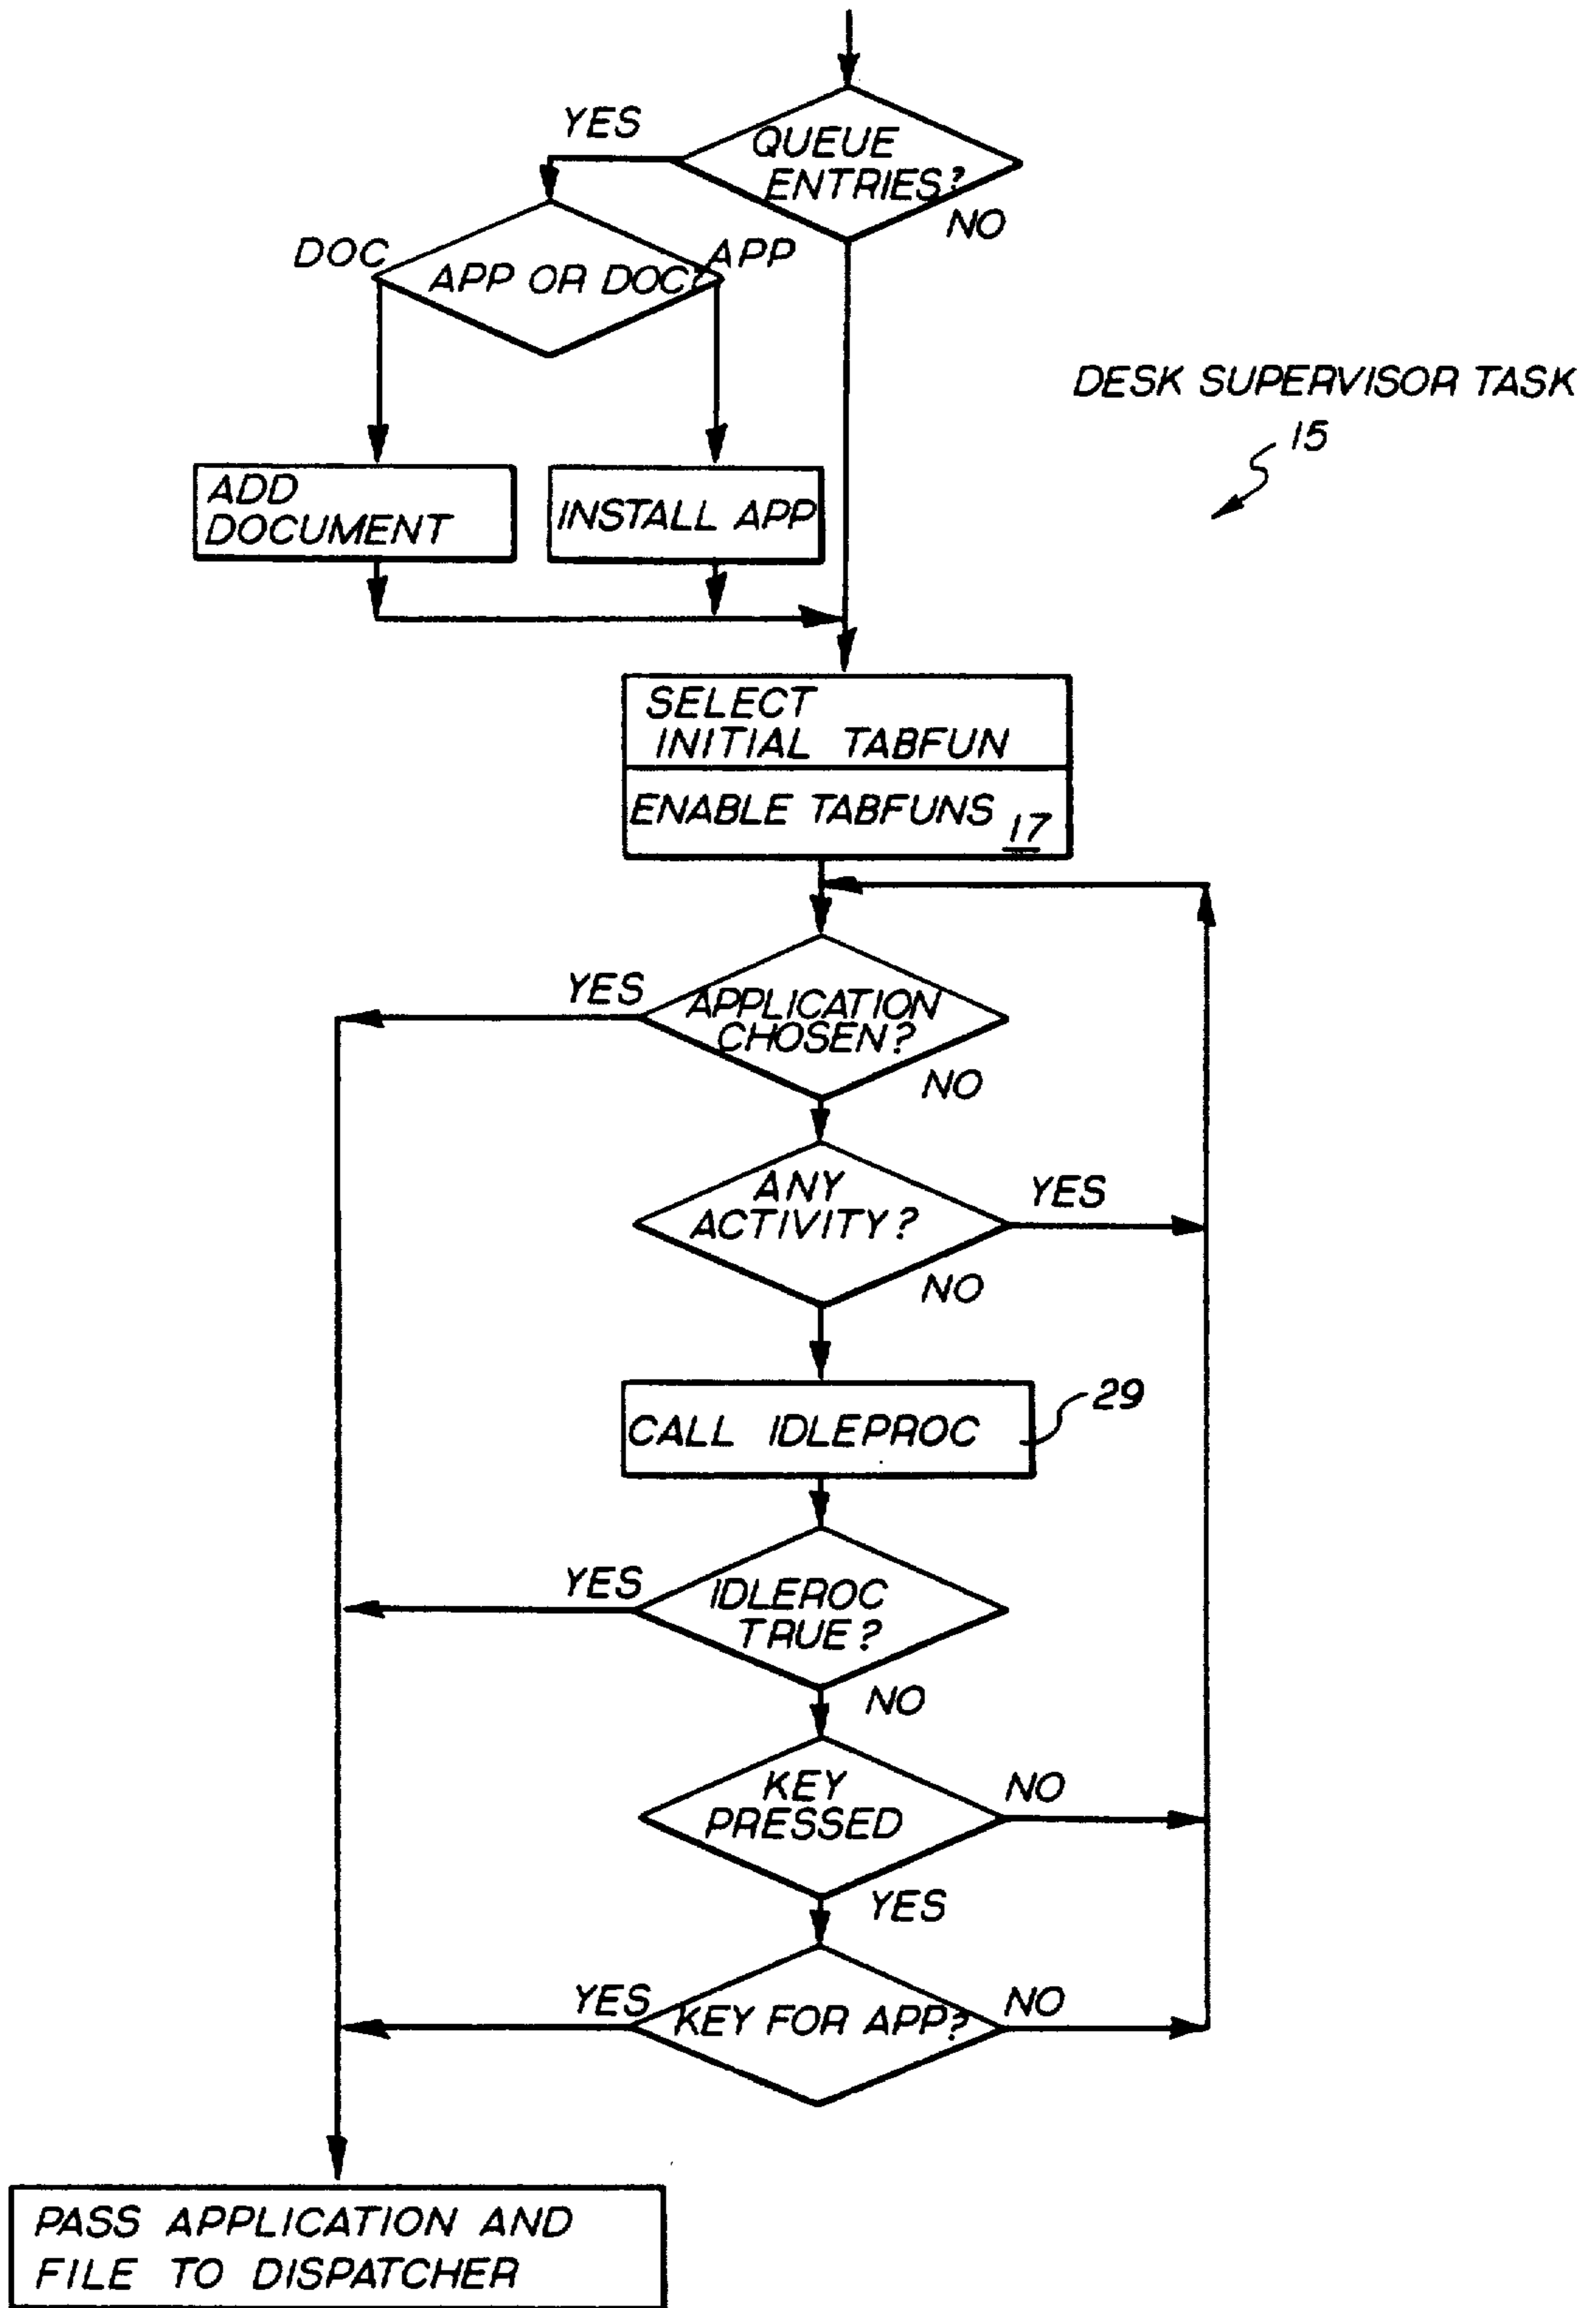 YES
QUEUE
ENTRIES?
NO
DOC
APP OR DOC?
APP
DESK SUPERVISOR TASK
15
ADD
DOCUMENT
INSTALL APP
SELECT
INITIAL TABFUN
ENABLE TABFUNS 17
YES
APPLICATION
CHOSEN?
NO
ANY
ACTIVITY?
YES
NO
CALL IDLEPROC
29
YES
IDLEROC
TRUE?
NO
KEY
PRESSED
NO
YES
YES
KEY FOR APP?
NO
PASS APPLICATION AND
FILE TO DISPATCHER